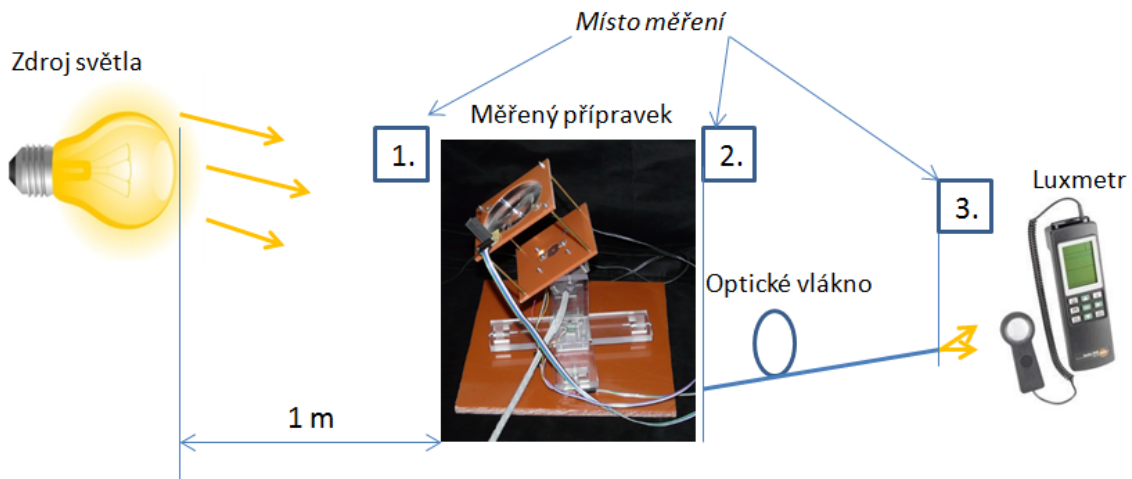 Místo měření
Zdroj světla
Měřený přípravek
1.
2.
3.
Luxmetr
Optické vlákno
1 m